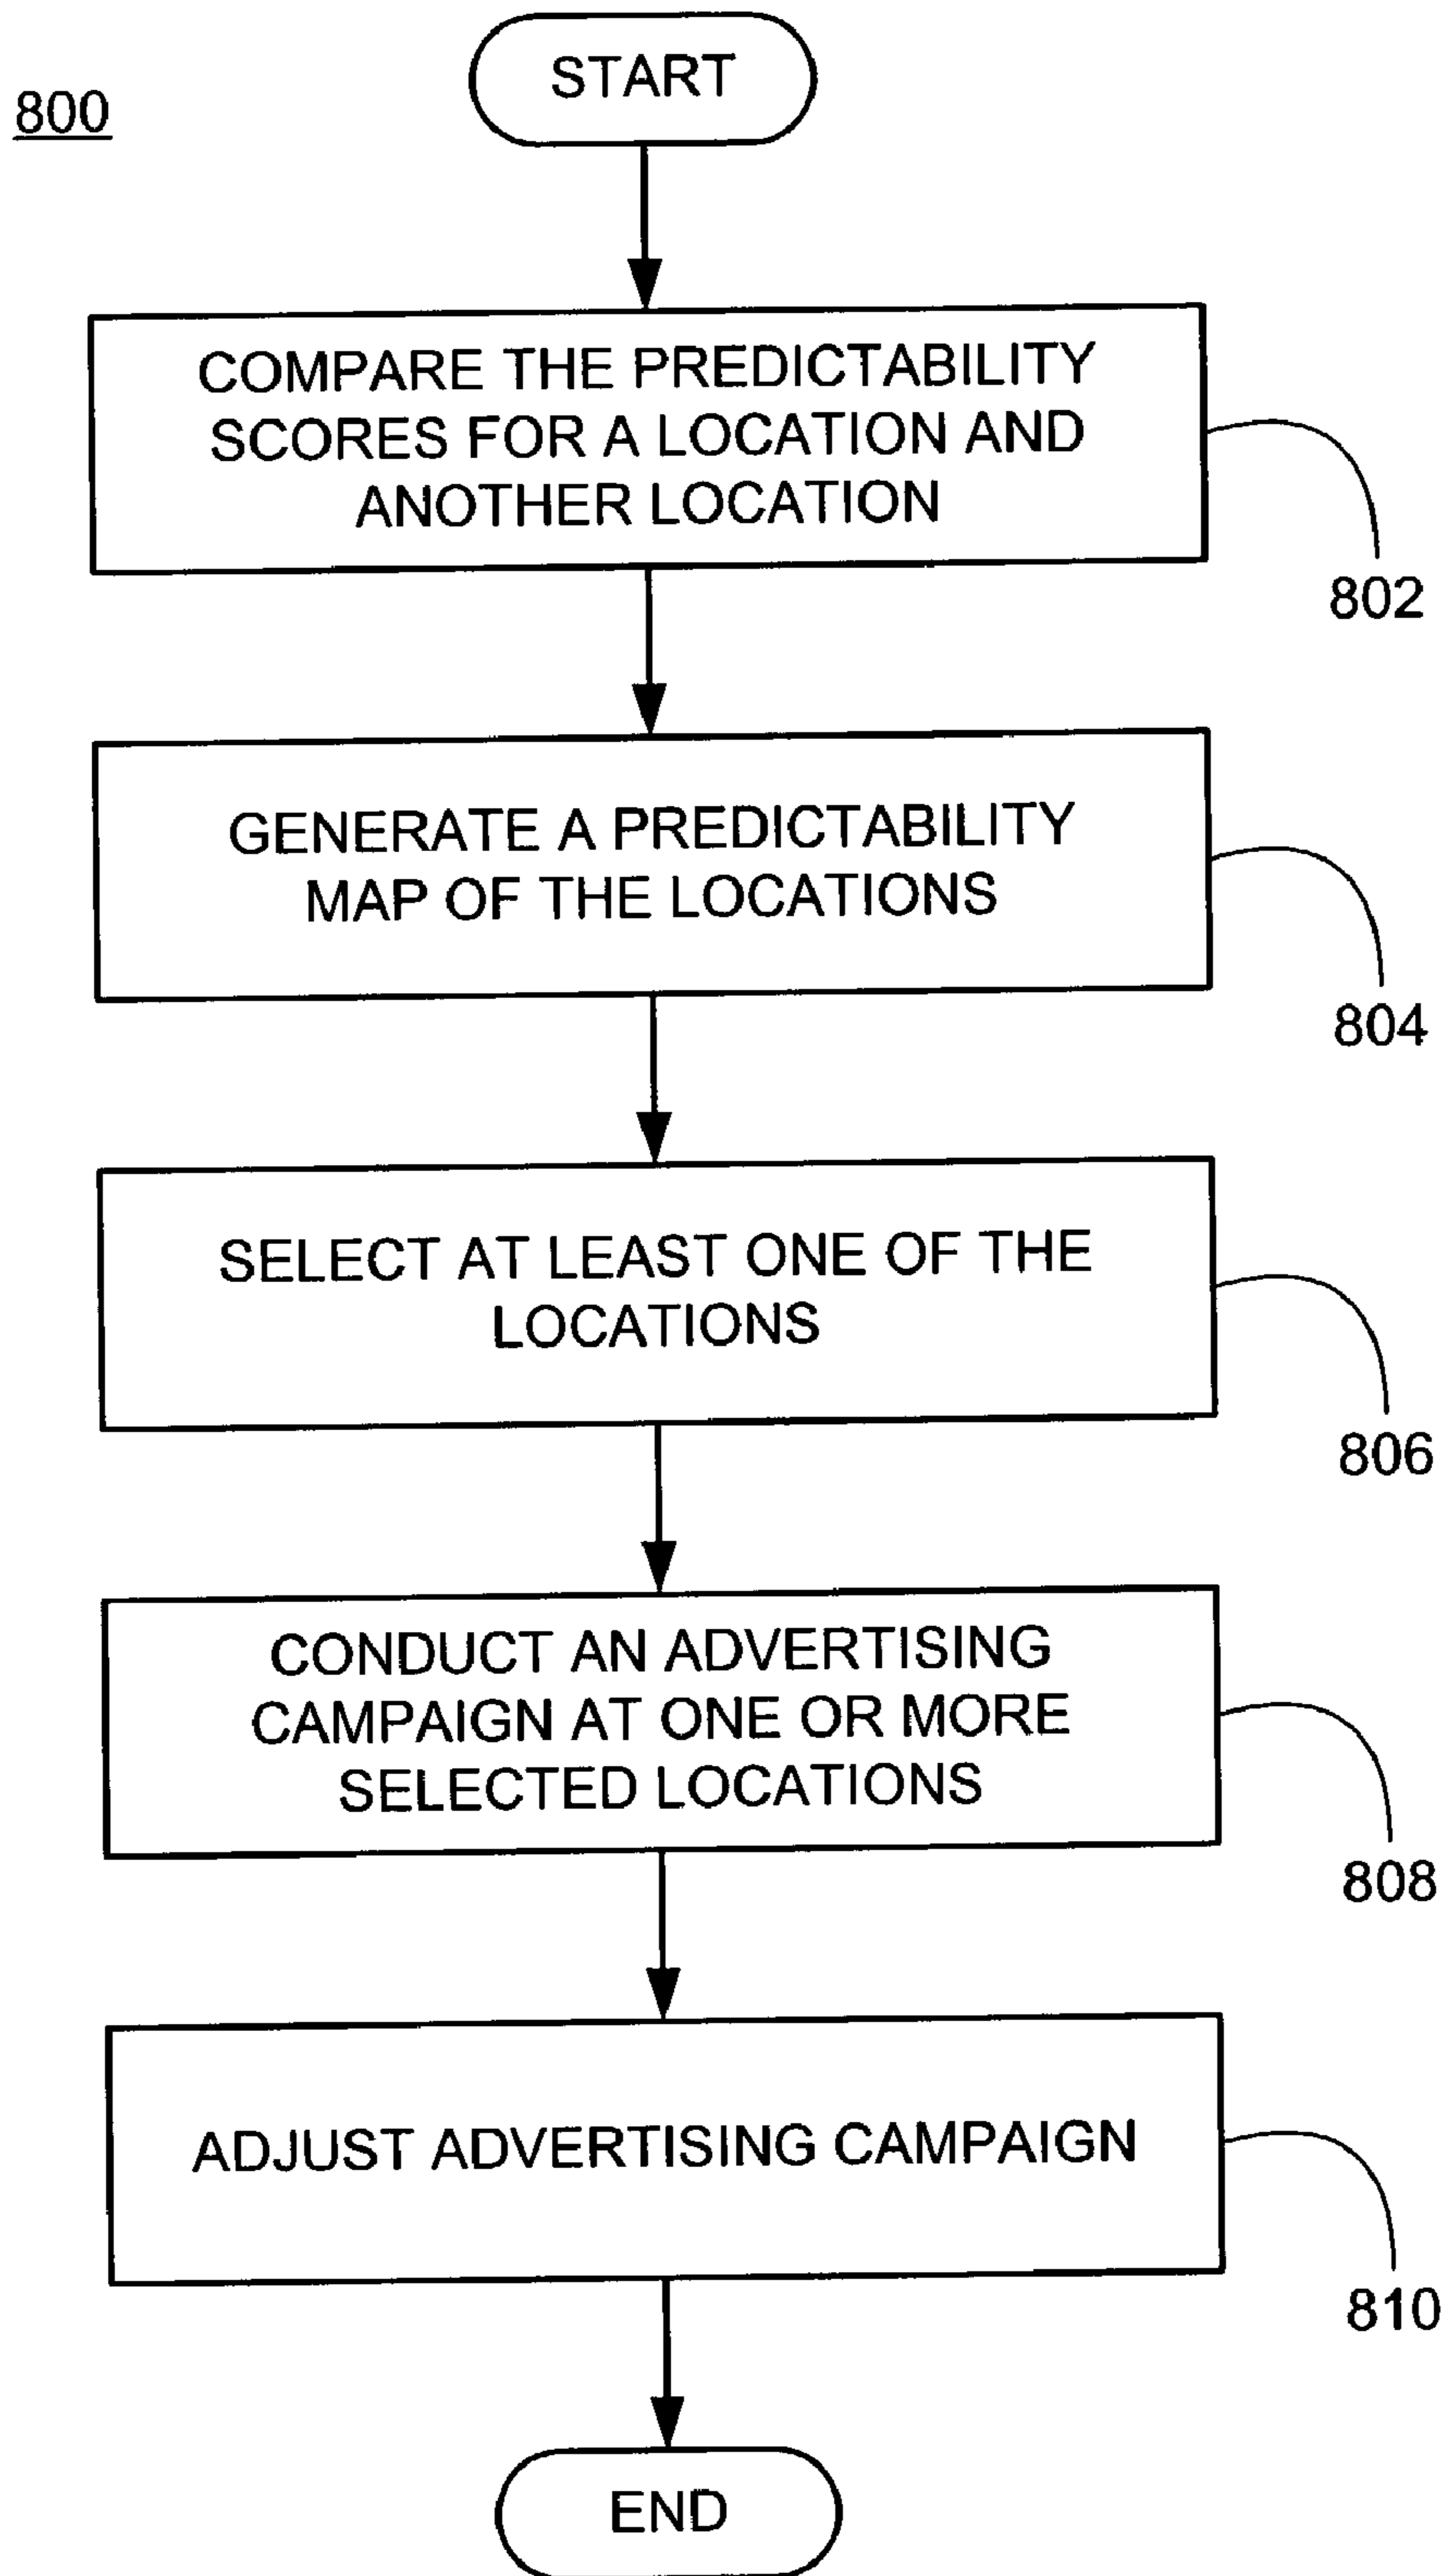 START
800
COMPARE THE PREDICTABILITY
SCORES FOR A LOCATION AND
ANOTHER LOCATION
802
GENERATE A PREDICTABILITY
MAP OF THE LOCATIONS
804
SELECT AT LEAST ONE OF THE
LOCATIONS
806
CONDUCT AN ADVERTISING
CAMPAIGN AT ONE OR MORE
SELECTED LOCATIONS
808
ADJUST ADVERTISING CAMPAIGN
810
END